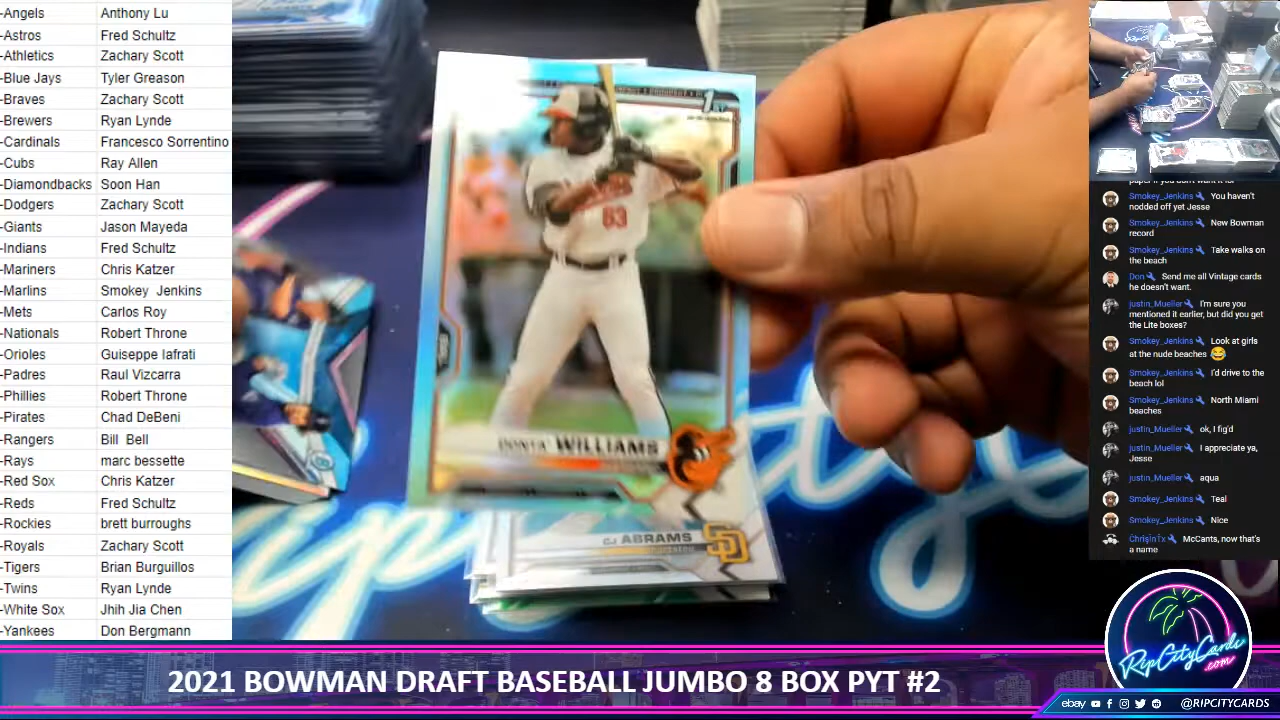 -Angels Anthony Lu
-Astros Fred Schultz
-Athletics Zachary Scott
-Blue Jays Tyler Greason
-Braves Zachary Scott
-Brewers Ryan Lynde
-Cardinals Francesco Sorrentino
-Cubs Ray Allen
-Diamondbacks Soon Han
-Dodgers Zachary Scott
-Giants Jason Mayeda
-Indians Fred Schultz
-Mariners Chris Katzer
-Marlins Smokey Jenkins
-Mets Carlos Roy
-Nationals Robert Throne
-Orioles Guiseppe Iafrati
-Padres Raul Vizcarra
-Phillies Robert Throne
-Pirates Chad DeBeni
-Rangers Bill Bell
-Rays marc bessette
-Red Sox Chris Katzer
-Reds Fred Schultz
-Rockies brett burroughs
-Royals Zachary Scott
-Tigers Brian Burguillos
-Twins Ryan Lynde
-White Sox Jhih Jia Chen
-Yankees Don Bergmann
1ST
83
WILLIAMS
CJ ABRAMS
SD
Smokey_Jenkins You haven't
nodded off yet Jesse
Smokey_Jenkins New Bowman
record
Smokey_Jenkins Take walks on
the beach
Don Send me all Vintage cards
he doesn't want.
justin_Mueller I'm sure you
mentioned it earlier, but did you get
the Lite boxes?
Smokey_Jenkins Look at girls
at the nude beaches 😂
Smokey_Jenkins I'd drive to the
beach lol
Smokey_Jenkins North Miami
beaches
justin_Mueller ok, I fig'd
justin_Mueller I appreciate ya,
Jesse
justin_Mueller aqua
Smokey_Jenkins Teal
Smokey_Jenkins Nice
McCants, now that's
a name
RipCityCards
.com
2021 BOWMAN DRAFT BASEBALL JUMBO 8 BOX PYT #2
ebay @RIPCITYCARDS